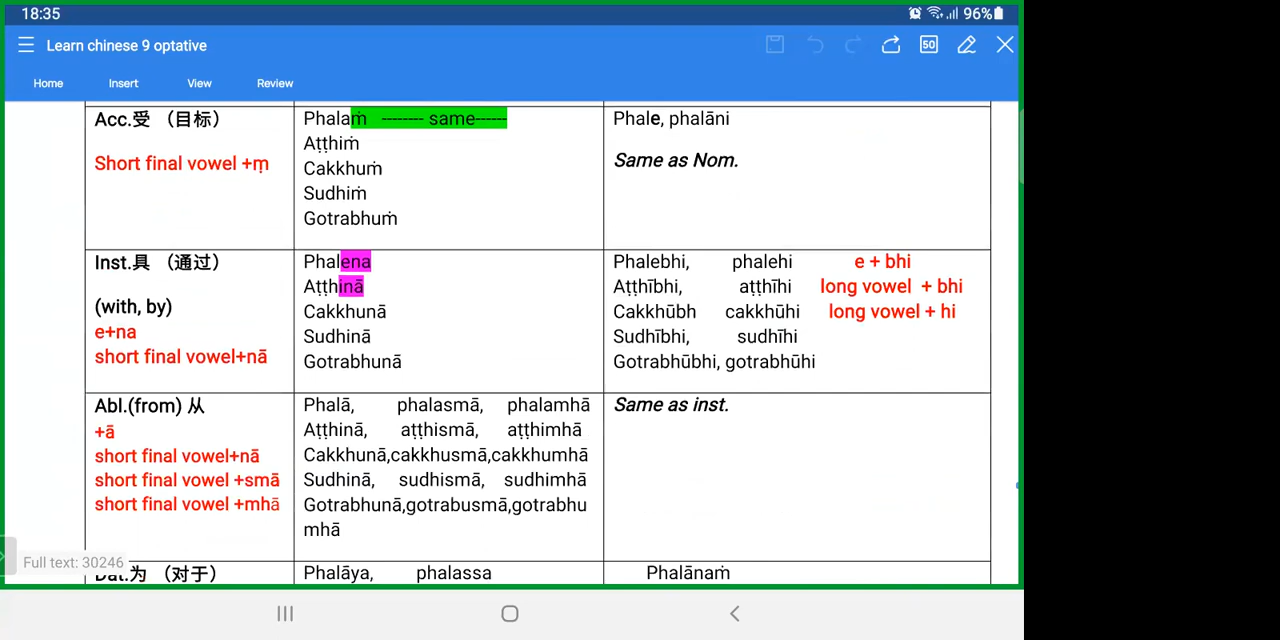 18:35
96%
Learn chinese 9 optative
50
Home Insert View Review
Acc.受 （目标）
Short final vowel +ṃ
Phalaṁ -------- same------
Aṭṭhiṁ
Cakkhuṁ
Sudhiṁ
Gotrabhuṁ
Phale, phalāni
Same as Nom.
Inst.具 （通过）
(with, by)
e+na
short final vowel+nā
Phalena
Aṭṭhinā
Cakkhunā
Sudhinā
Gotrabhunā
Phalebhi, phalehi e + bhi
Aṭṭhībhi, aṭṭhīhi long vowel + bhi
Cakkhūbh cakkhūhi long vowel + hi
Sudhībhi, sudhīhi
Gotrabhūbhi, gotrabhūhi
Abl.(from) 从
+ā
short final vowel+nā
short final vowel +smā
short final vowel +mhā
Phalā, phalasmā, phalamhā
Aṭṭhinā, aṭṭhismā, aṭṭhimhā
Cakkhunā,cakkhusmā,cakkhumhā
Sudhinā, sudhismā, sudhimhā
Gotrabhunā,gotrabusmā,gotrabhu
mhā
Same as inst.
Full text: 30246
Dat.为 （对于）
Phalāya, phalassa
Phalānaṁ